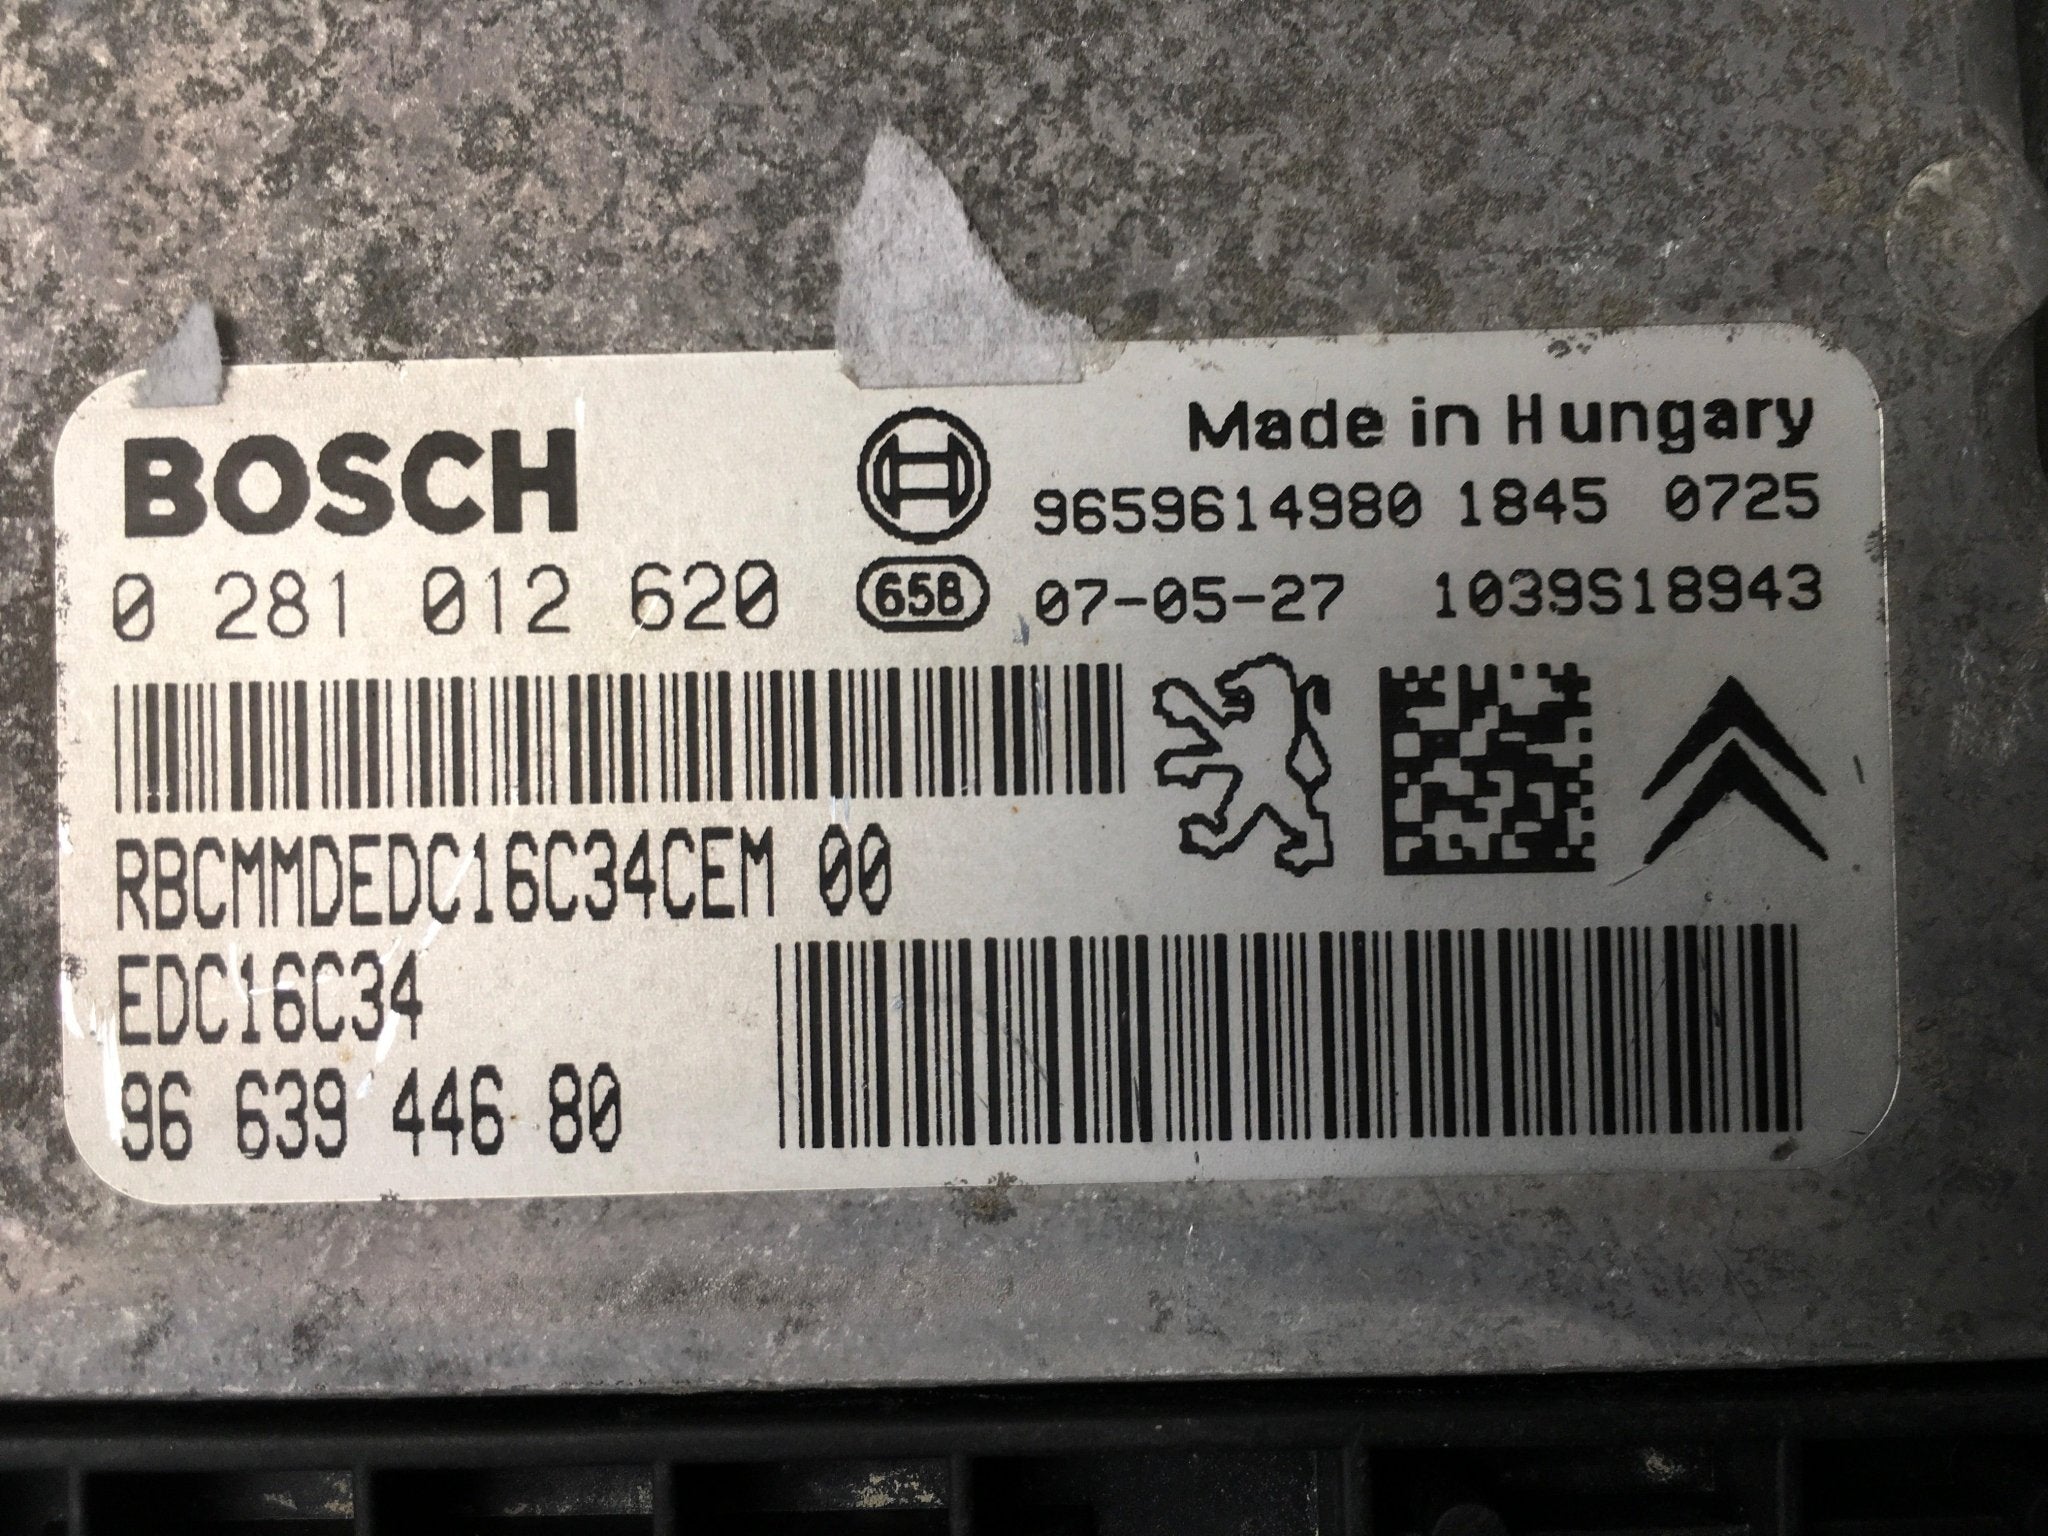 BOSCH
Made in Hungary
9659614980 1845 0725
0 281 012 620
658
07-05-27 1039S18943
RBCMMDEDC16C34CEM 00
EDC16C34
96 639 446 80